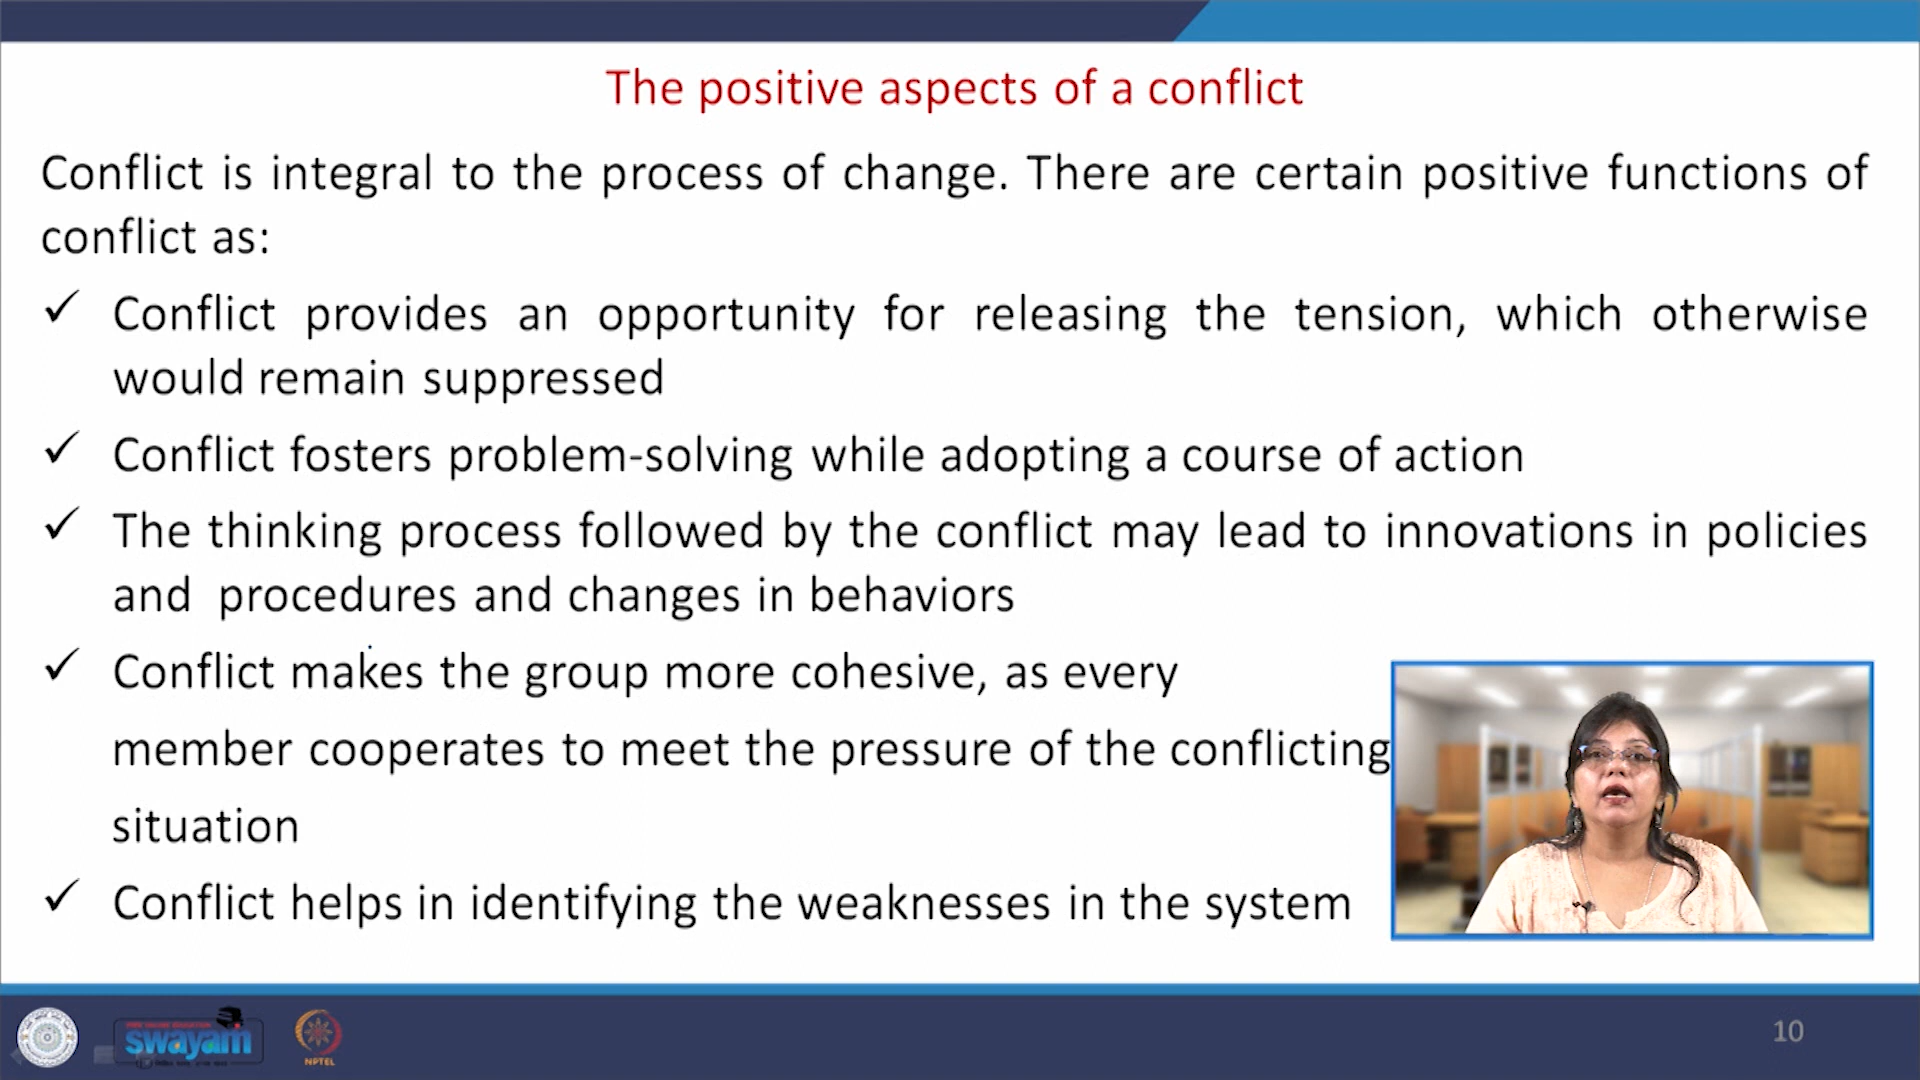 The positive aspects of a conflict
Conflict is integral to the process of change. There are certain positive functions of
conflict as:
✓ Conflict provides an opportunity for releasing the tension, which otherwise
would remain suppressed
✓ Conflict fosters problem-solving while adopting a course of action
✓ The thinking process followed by the conflict may lead to innovations in policies
and procedures and changes in behaviors
✓ Conflict makes the group more cohesive, as every
member cooperates to meet the pressure of the conflicting
situation
✓ Conflict helps in identifying the weaknesses in the system
swayam
NPTEL
10